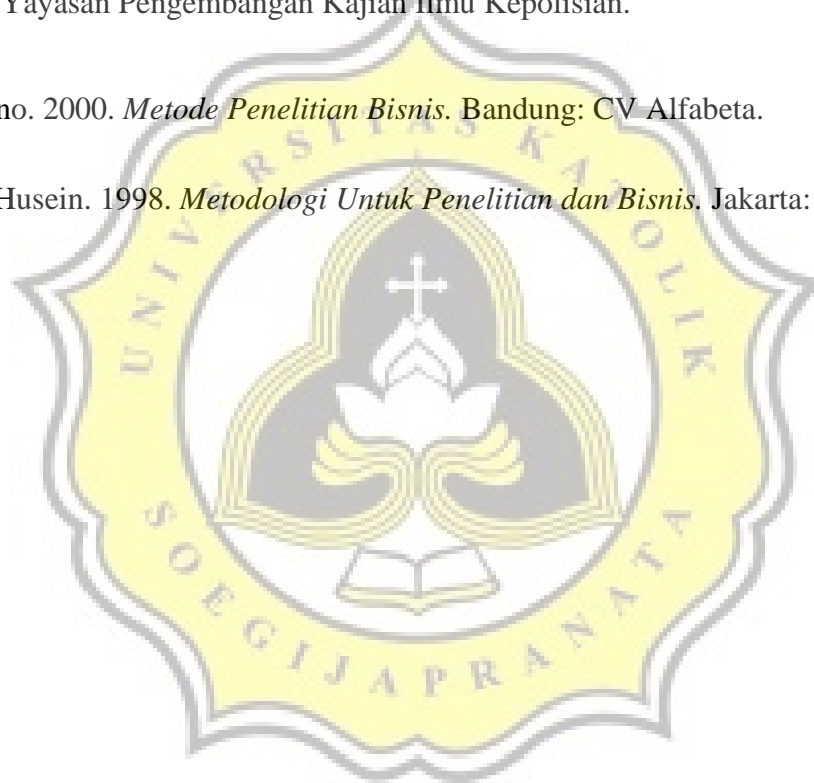 Yayasan Pengembangan Kajian Ilmu Kepolisian.
no. 2000. Metode Penelitian Bisnis. Bandung: CV Alfabeta.
Husein. 1998. Metodologi Untuk Penelitian dan Bisnis. Jakarta:
UNIVERSITAS KATOLIK
SOEGIJAPRANATA